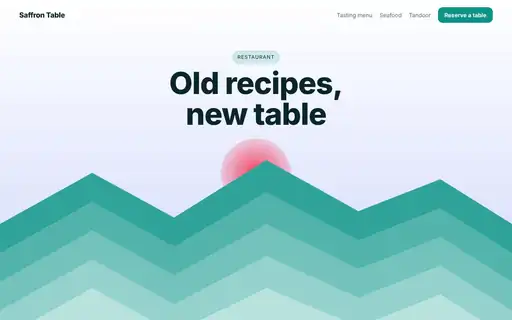 Saffron Table
Tasting menu
Seafood
Tandoor
Reserve a table
RESTAURANT
Old recipes,
new table